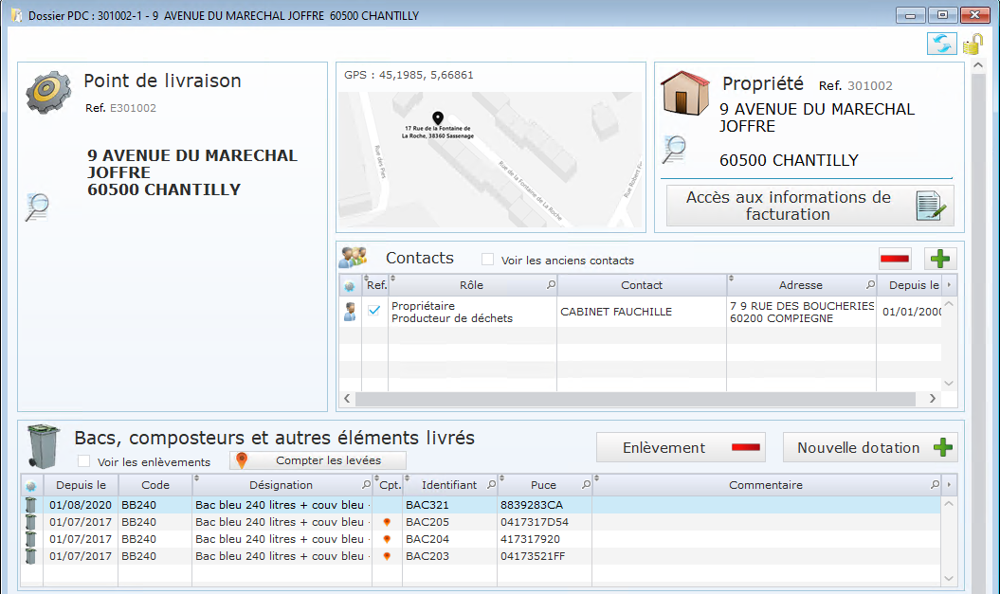 Dossier PDC : 301002-1 - 9 AVENUE DU MARECHAL JOFFRE 60500 CHANTILLY
Point de livraison
Ref. E301002
9 AVENUE DU MARECHAL
JOFFRE
60500 CHANTILLY
GPS : 45,1985, 5,66861
17 Rue de la Fontaine de
La Roche, 38360 Sassenage
Rue des Pins
Rue de la Fontaine de La Roche
Rue Robert F
Propriété Ref. 301002
9 AVENUE DU MARECHAL
JOFFRE
60500 CHANTILLY
Accès aux informations de
facturation
Contacts Voir les anciens contacts
Ref. Rôle Contact Adresse Depuis le
Propriétaire
Producteur de déchets CABINET FAUCHILLE 7 9 RUE DES BOUCHERIES
60200 COMPIEGNE 01/01/2000
Bacs, composteurs et autres éléments livrés
Voir les enlèvements Compter les levées
Enlèvement Nouvelle dotation
Depuis le Code Désignation Cpt. Identifiant Puce Commentaire
01/08/2020 BB240 Bac bleu 240 litres + couv bleu BAC321 8839283CA
01/07/2017 BB240 Bac bleu 240 litres + couv bleu BAC205 0417317D54
01/07/2017 BB240 Bac bleu 240 litres + couv bleu BAC204 417317920
01/07/2017 BB240 Bac bleu 240 litres + couv bleu BAC203 04173521FF